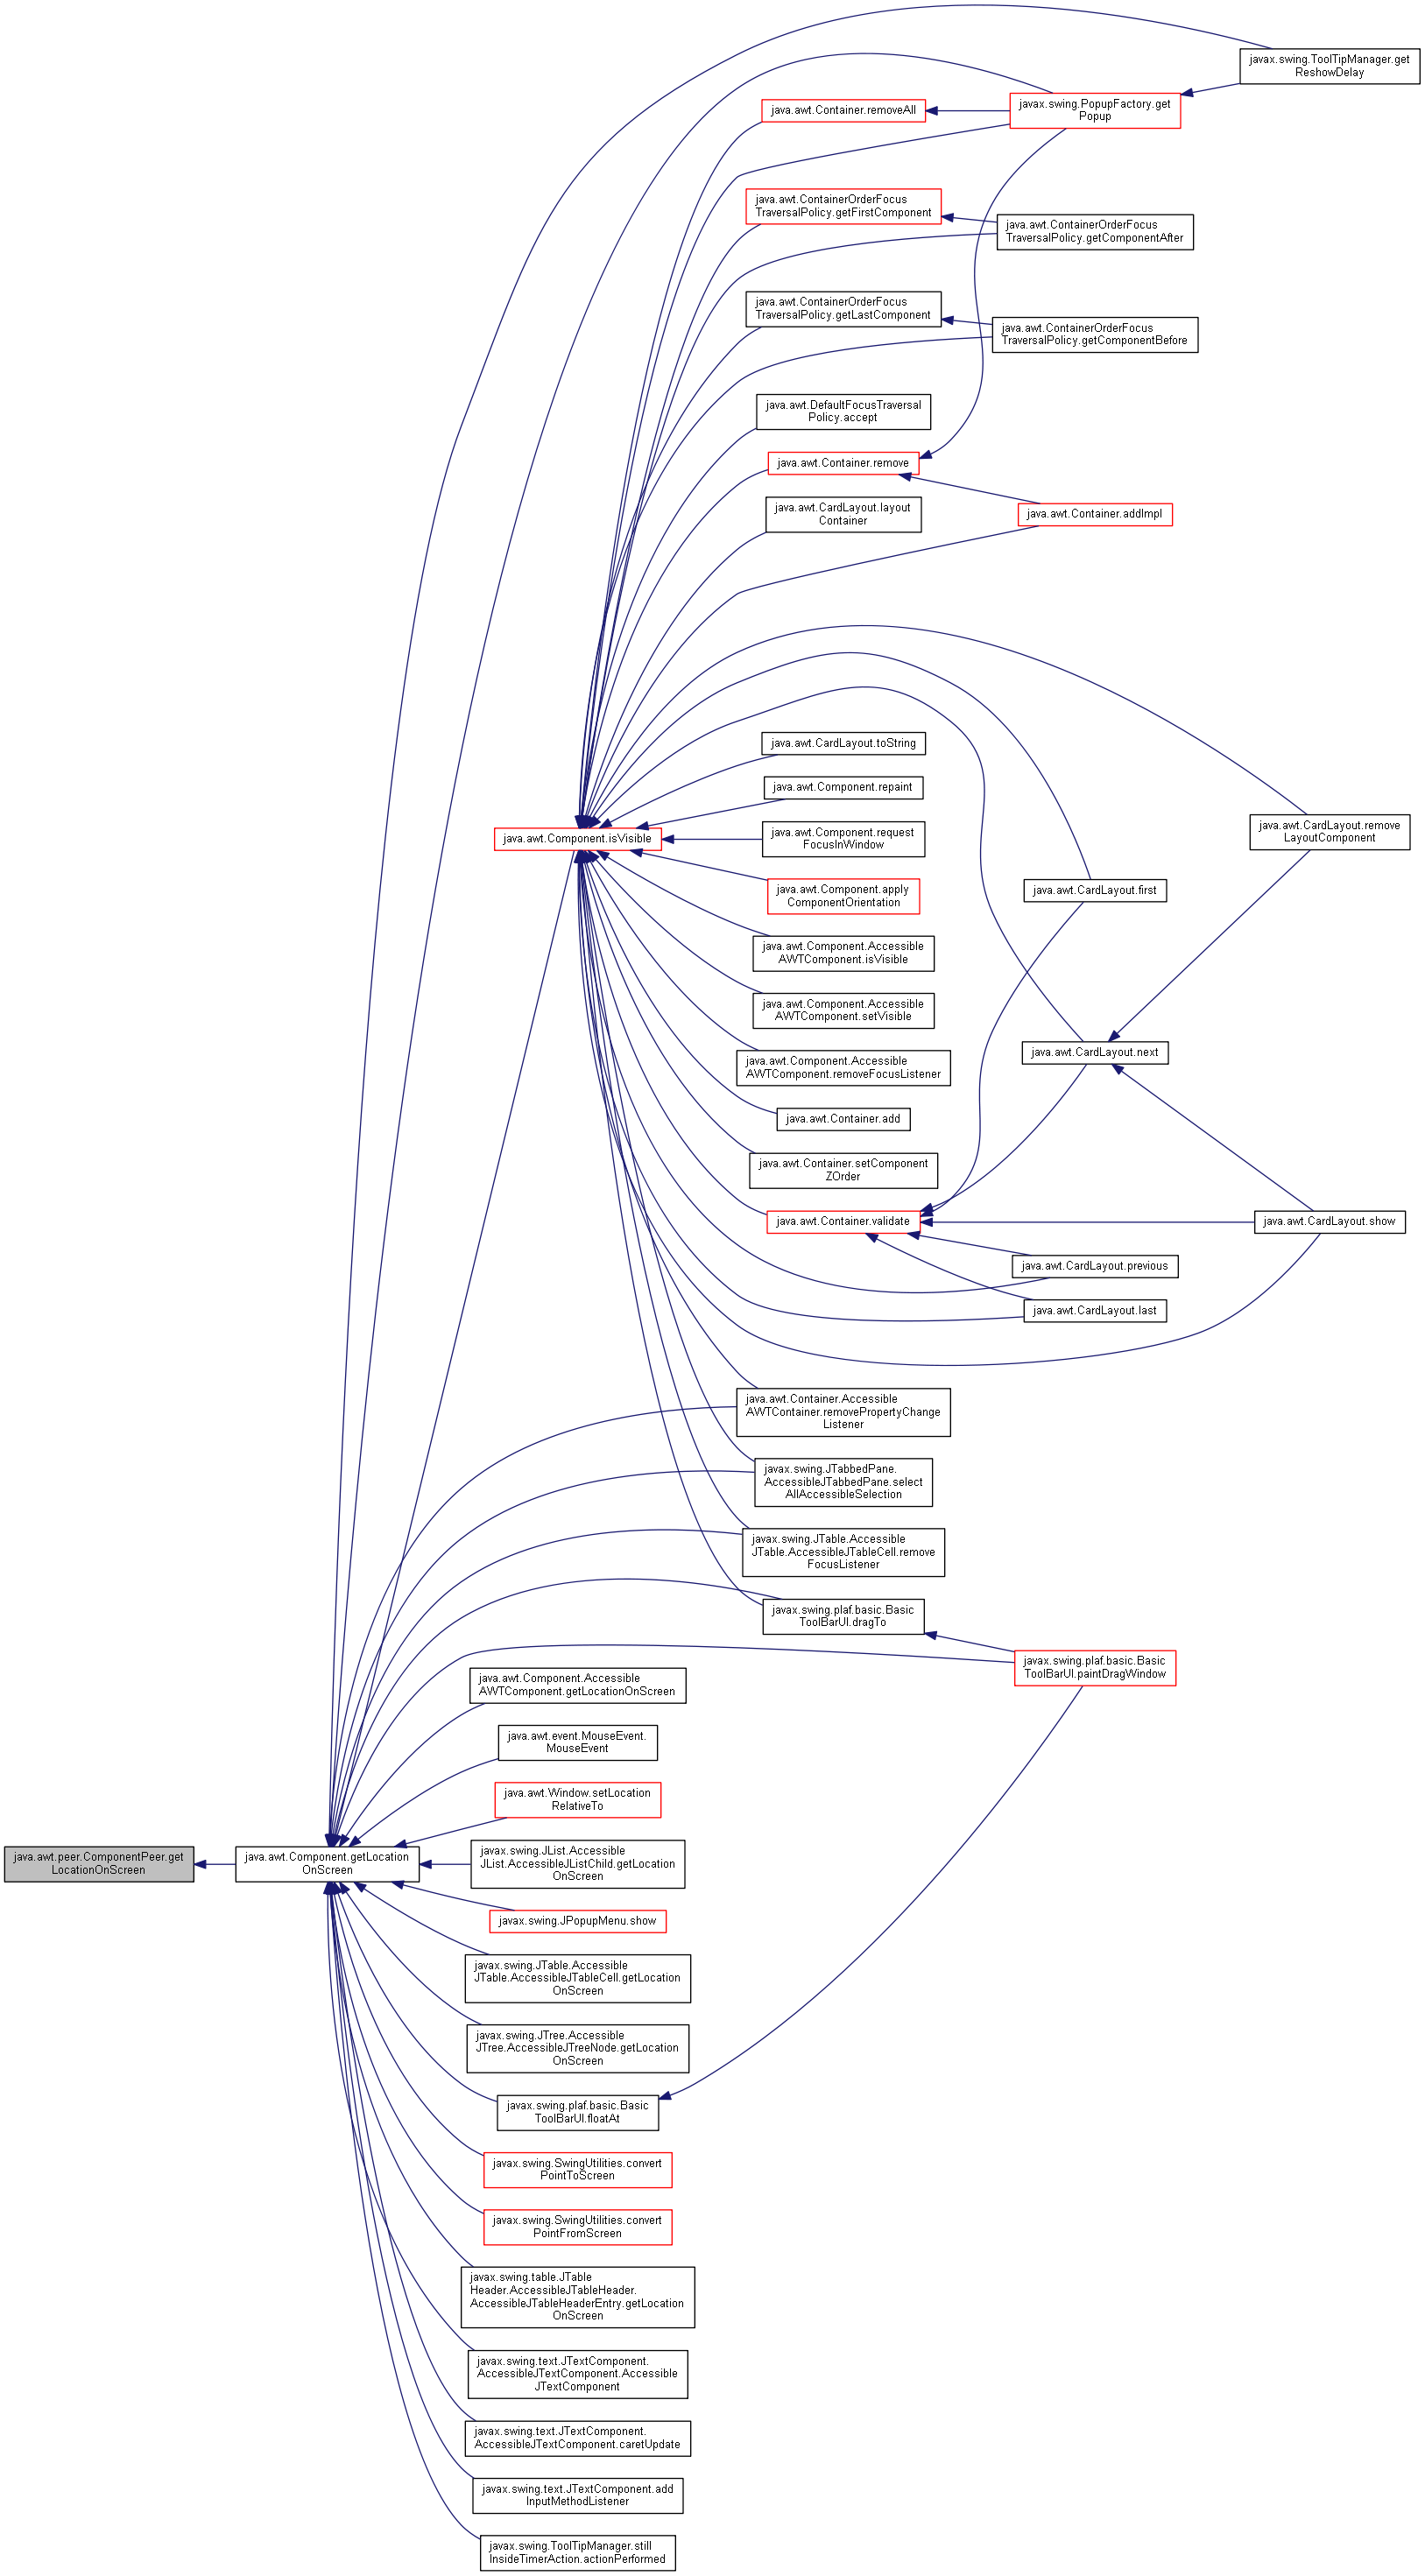 javax.swing.ToolTipManager.get
ReshowDelay
javax.swing.PopupFactory.get
Popup
java.awt.Container.removeAll
java.awt.ContainerOrderFocus
TraversalPolicy.getFirstComponent
java.awt.ContainerOrderFocus
TraversalPolicy.getComponentAfter
java.awt.ContainerOrderFocus
TraversalPolicy.getLastComponent
java.awt.ContainerOrderFocus
TraversalPolicy.getComponentBefore
java.awt.DefaultFocusTraversal
Policy.accept
java.awt.Container.remove
java.awt.CardLayout.layout
Container
java.awt.Container.addImpl
java.awt.CardLayout.toString
java.awt.Component.repaint
java.awt.Component.isVisible
java.awt.Component.request
FocusInWindow
java.awt.CardLayout.remove
LayoutComponent
java.awt.Component.apply
ComponentOrientation
java.awt.CardLayout.first
java.awt.Component.Accessible
AWTComponent.isVisible
java.awt.Component.Accessible
AWTComponent.setVisible
java.awt.CardLayout.next
java.awt.Component.Accessible
AWTComponent.removeFocusListener
java.awt.Container.add
java.awt.Container.setComponent
ZOrder
java.awt.Container.validate
java.awt.CardLayout.show
java.awt.CardLayout.previous
java.awt.CardLayout.last
java.awt.Container.Accessible
AWTContainer.removePropertyChange
Listener
javax.swing.JTabbedPane.
AccessibleJTabbedPane.select
AllAccessibleSelection
javax.swing.JTable.Accessible
JTable.AccessibleJTableCell.remove
FocusListener
javax.swing.plaf.basic.Basic
ToolBarUI.dragTo
javax.swing.plaf.basic.Basic
ToolBarUI.paintDragWindow
java.awt.Component.Accessible
AWTComponent.getLocationOnScreen
java.awt.event.MouseEvent.
MouseEvent
java.awt.Window.setLocation
RelativeTo
java.awt.peer.ComponentPeer.get
LocationOnScreen
java.awt.Component.getLocation
OnScreen
javax.swing.JList.Accessible
JList.AccessibleJListChild.getLocation
OnScreen
javax.swing.JPopupMenu.show
javax.swing.JTable.Accessible
JTable.AccessibleJTableCell.getLocation
OnScreen
javax.swing.JTree.Accessible
JTree.AccessibleJTreeNode.getLocation
OnScreen
javax.swing.plaf.basic.Basic
ToolBarUI.floatAt
javax.swing.SwingUtilities.convert
PointToScreen
javax.swing.SwingUtilities.convert
PointFromScreen
javax.swing.table.JTable
Header.AccessibleJTableHeader.
AccessibleJTableHeaderEntry.getLocation
OnScreen
javax.swing.text.JTextComponent.
AccessibleJTextComponent.Accessible
JTextComponent
javax.swing.text.JTextComponent.
AccessibleJTextComponent.caretUpdate
javax.swing.text.JTextComponent.add
InputMethodListener
javax.swing.ToolTipManager.still
InsideTimerAction.actionPerformed